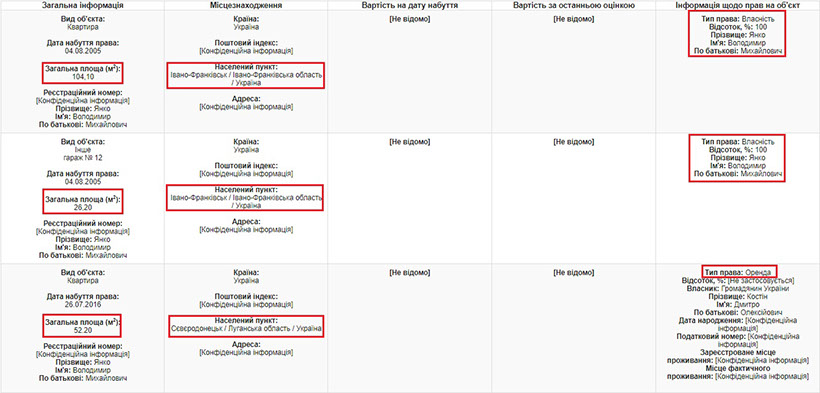 Загальна інформація
Місцезнаходження
Вартість на дату набуття
Вартість за останньою оцінкою
Інформація щодо прав на об'єкт
Вид об'єкта:
Квартира
Дата набуття права:
04.08.2005
Загальна площа (м²):
104,10
Реєстраційний номер:
[Конфіденційна інформація]
Прізвище: Янко
Ім'я: Володимир
По батькові: Михайлович
Країна:
Україна
Поштовий індекс:
[Конфіденційна інформація]
Населений пункт:
Івано-Франківськ / Івано-Франківська область
/ Україна
Адреса:
[Конфіденційна інформація]
[Не відомо]
[Не відомо]
Тип права: Власність
Відсоток, %: 100
Прізвище: Янко
Ім'я: Володимир
По батькові: Михайлович
Вид об'єкта:
Інше
гараж № 12
Дата набуття права:
04.08.2005
Загальна площа (м²):
26,20
Реєстраційний номер:
[Конфіденційна інформація]
Прізвище: Янко
Ім'я: Володимир
По батькові: Михайлович
Країна:
Україна
Поштовий індекс:
[Конфіденційна інформація]
Населений пункт:
Івано-Франківськ / Івано-Франківська область
/ Україна
Адреса:
[Конфіденційна інформація]
[Не відомо]
[Не відомо]
Тип права: Власність
Відсоток, %: 100
Прізвище: Янко
Ім'я: Володимир
По батькові: Михайлович
Вид об'єкта:
Квартира
Дата набуття права:
26.07.2016
Загальна площа (м²):
52.20
Реєстраційний номер:
[Конфіденційна інформація]
Прізвище: Янко
Ім'я: Володимир
По батькові: Михайлович
Країна:
Україна
Поштовий індекс:
[Конфіденційна інформація]
Населений пункт:
Сєвєродонецьк / Луганська область / Україна
Адреса:
[Конфіденційна інформація]
[Не відомо]
[Не відомо]
Тип права: Оренда
Відсоток, %: [Не застосовується]
Власник: Громадянин України
Прізвище: Костін
Ім'я: Дмитро
По батькові: Олексійович
Дата народження: [Конфіденційна
інформація]
Податковий номер: [Конфіденційна
інформація]
Зареєстроване місце
проживання: [Конфіденційна інформація]
Місце фактичного
проживання: [Конфіденційна інформація]